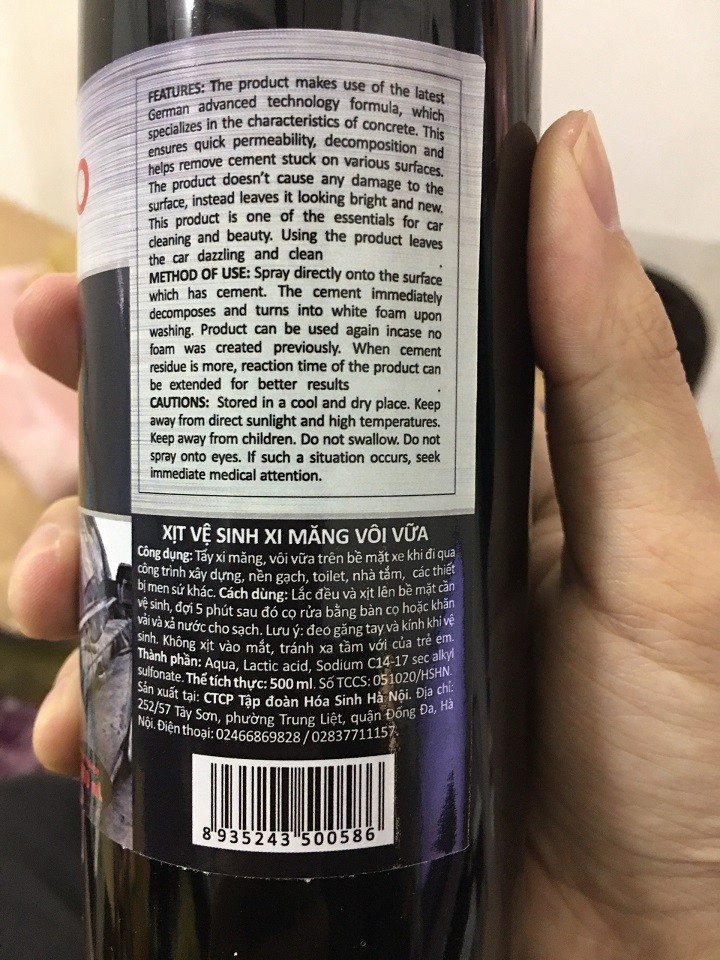 FEATURES: The product makes use of the latest
German advanced technology formula, which
specializes in the characteristics of concrete. This
ensures quick permeability, decomposition and
helps remove cement stuck on various surfaces.
The product doesn't cause any damage to the
surface, instead leaves it looking bright and new.
This product is one of the essentials for car
cleaning and beauty. Using the product leaves
the car dazzling and clean .
METHOD OF USE: Spray directly onto the surface
which has cement. The cement immediately
decomposes and turns into white foam upon
washing. Product can be used again incase no
foam was created previously. When cement
residue is more, reaction time of the product can
be extended for better results .
CAUTIONS: Stored in a cool and dry place. Keep
away from direct sunlight and high temperatures.
Keep away from children. Do not swallow. Do not
spray onto eyes. If such a situation occurs, seek
immediate medical attention.
XỊT VỆ SINH XI MĂNG VÔI VỮA
Công dụng: Tẩy xi măng, vôi vữa trên bề mặt xe khi đi qua
công trình xây dựng, nền gạch, toilet, nhà tắm, các thiết
bị men sứ khác. Cách dùng: Lắc đều và xịt lên bề mặt cần
vệ sinh, đợi 5 phút sau đó cọ rửa bằng bàn cọ hoặc khăn
vải và xả nước cho sạch. Lưu ý: đeo găng tay và kính khi vệ
sinh. Không xịt vào mắt, tránh xa tầm với của trẻ em.
Thành phần: Aqua, Lactic acid, Sodium C14-17 sec alkyl
sulfonate. Thể tích thực: 500 ml. Số TCCS: 051020/HSHN.
Sản xuất tại: CTCP Tập đoàn Hóa Sinh Hà Nội. Địa chỉ:
252/57 Tây Sơn, phường Trung Liệt, quận Đống Đa, Hà
Nội. Điện thoại: 02466869828 / 02837711157.
8 935243 500586